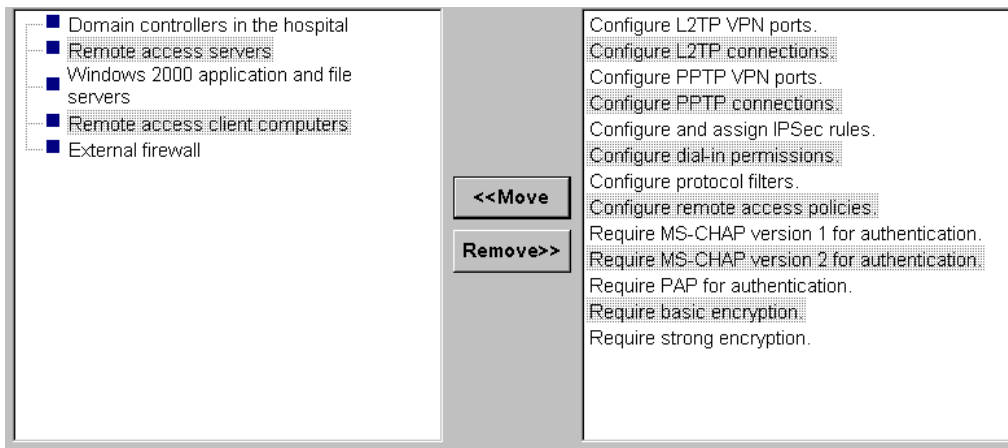 Domain controllers in the hospital
Remote access servers
Windows 2000 application and file
servers
Remote access client computers
External firewall
<<Move
Remove>>
Configure L2TP VPN ports.
Configure L2TP connections.
Configure PPTP VPN ports.
Configure PPTP connections.
Configure and assign IPSec rules.
Configure dial-in permissions.
Configure protocol filters.
Configure remote access policies.
Require MS-CHAP version 1 for authentication.
Require MS-CHAP version 2 for authentication.
Require PAP for authentication.
Require basic encryption.
Require strong encryption.